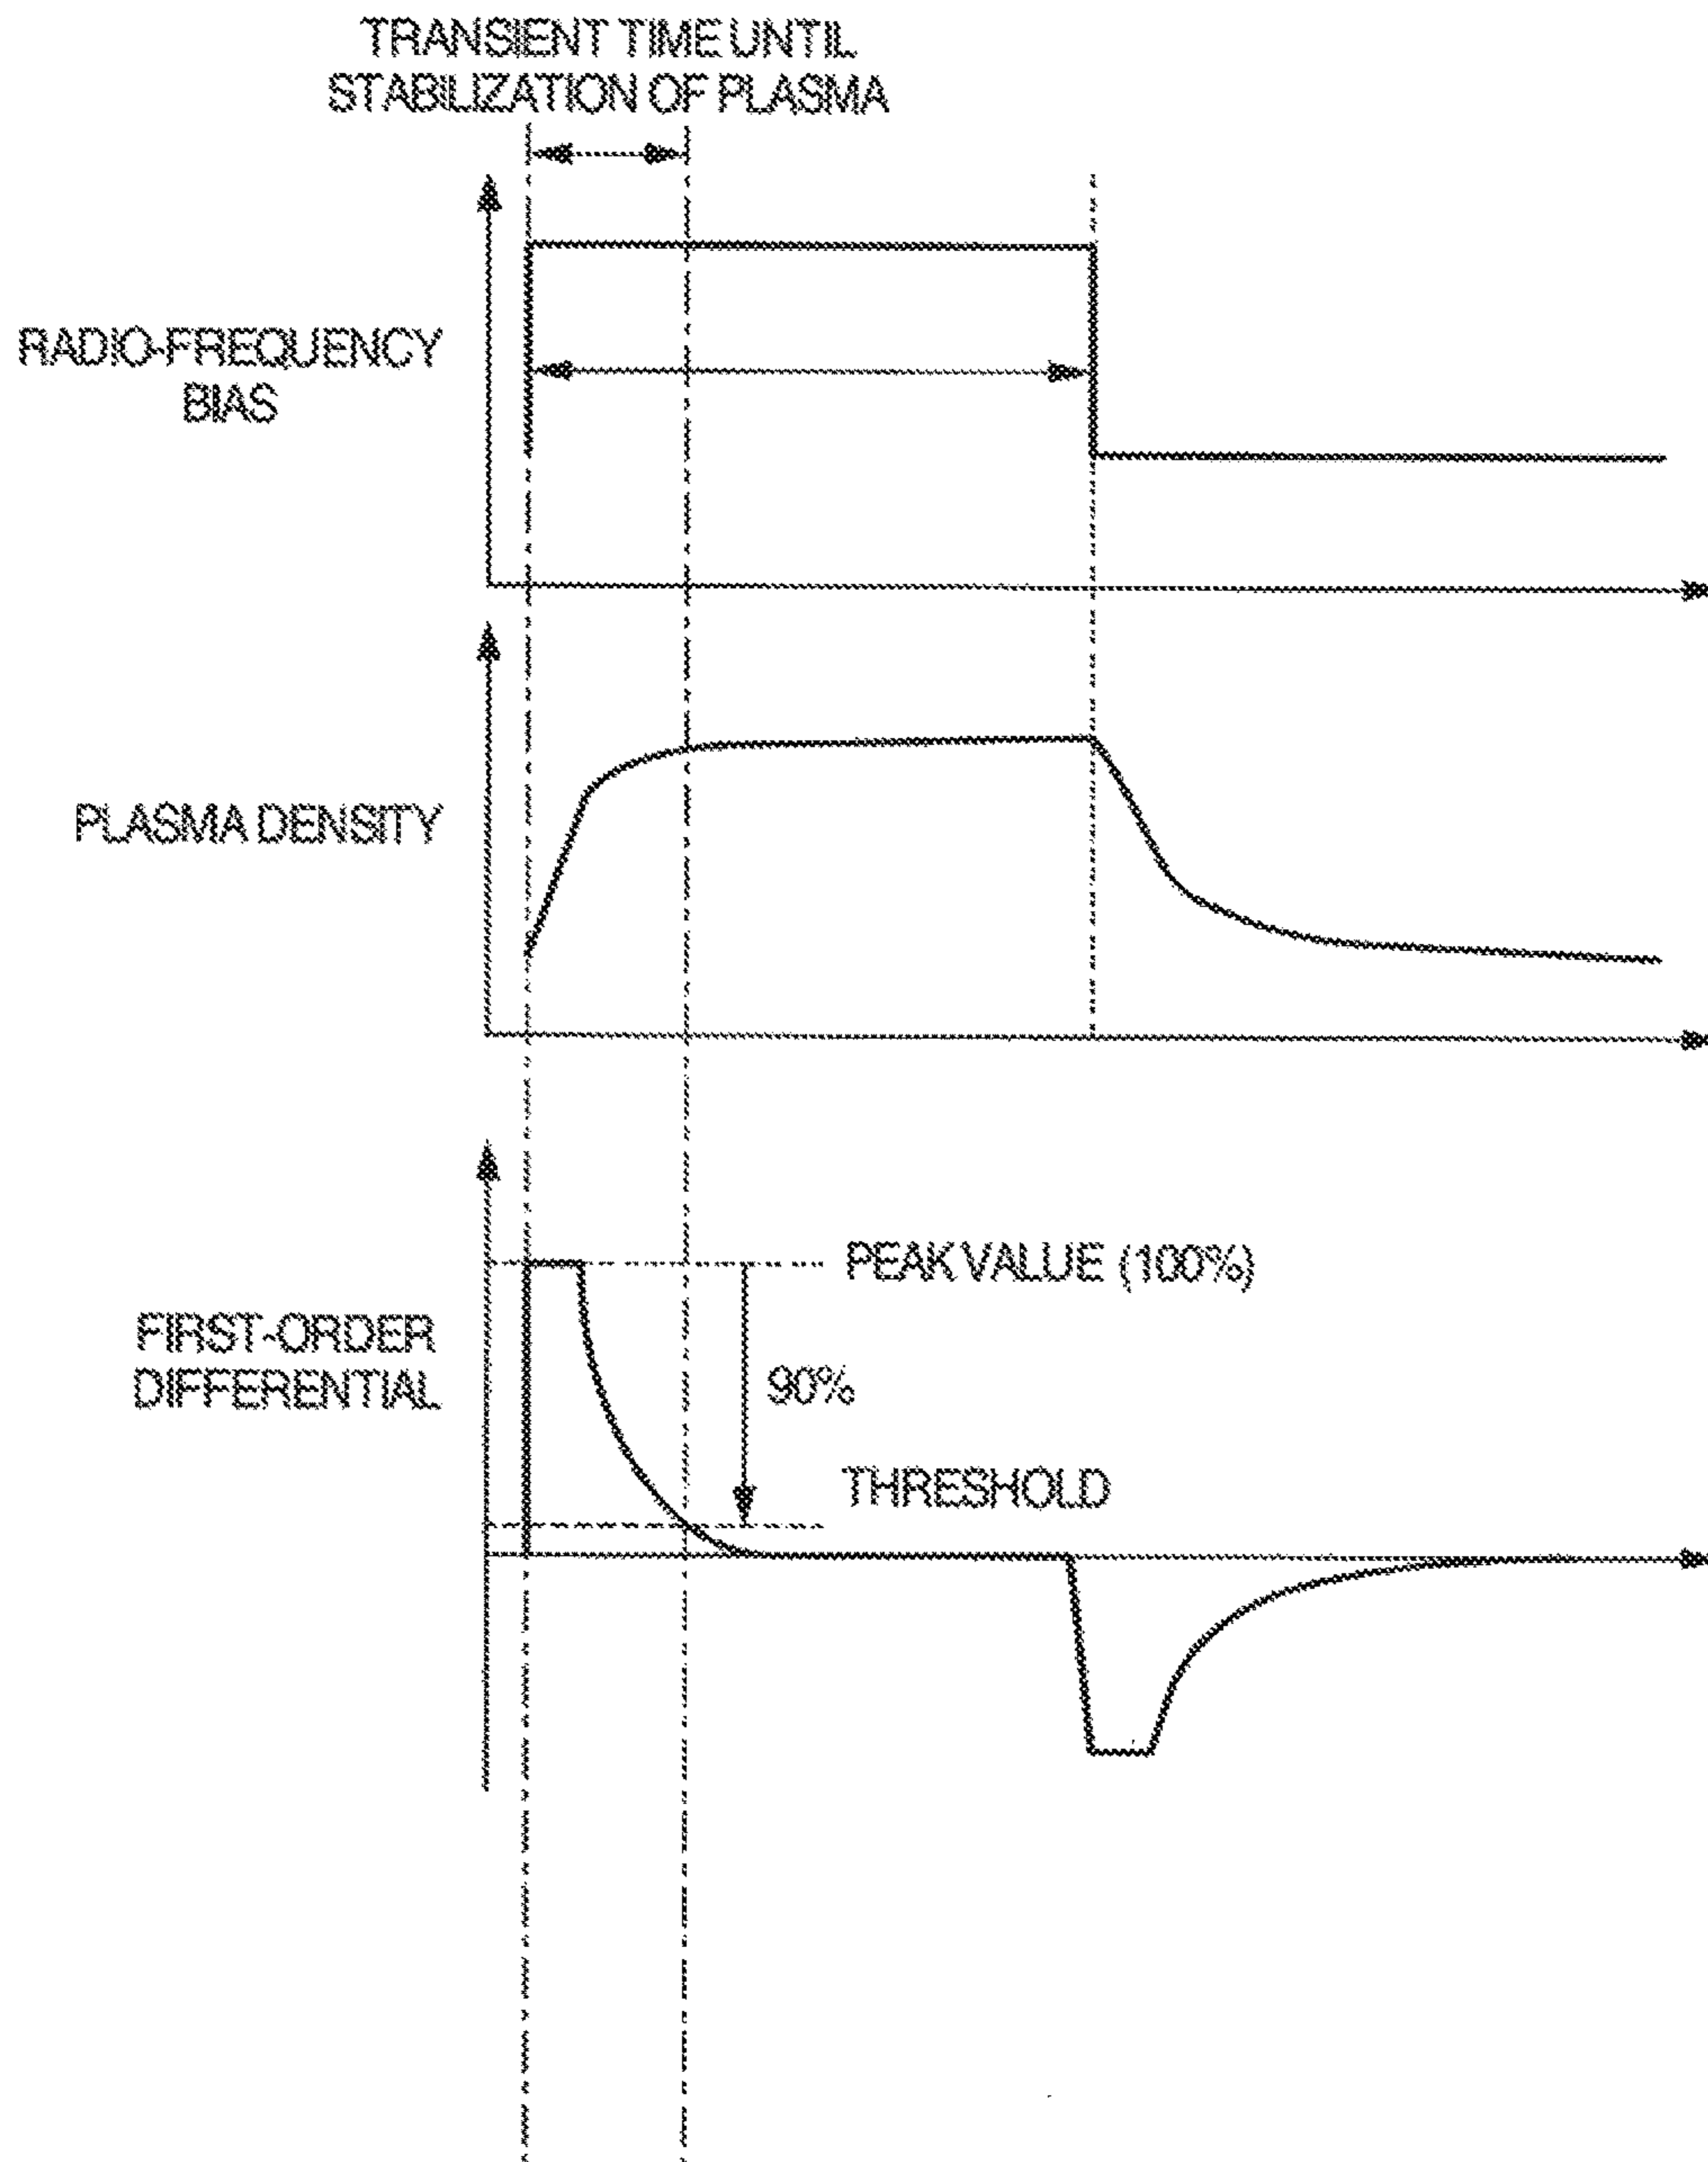 TRANSIENT TIME UNTIL
STABILIZATION OF PLASMA
RADIO-FREQUENCY
BIAS
PLASMA DENSITY
PEAK VALUE (100%)
FIRST-ORDER
DIFFERENTIAL
90%
THRESHOLD